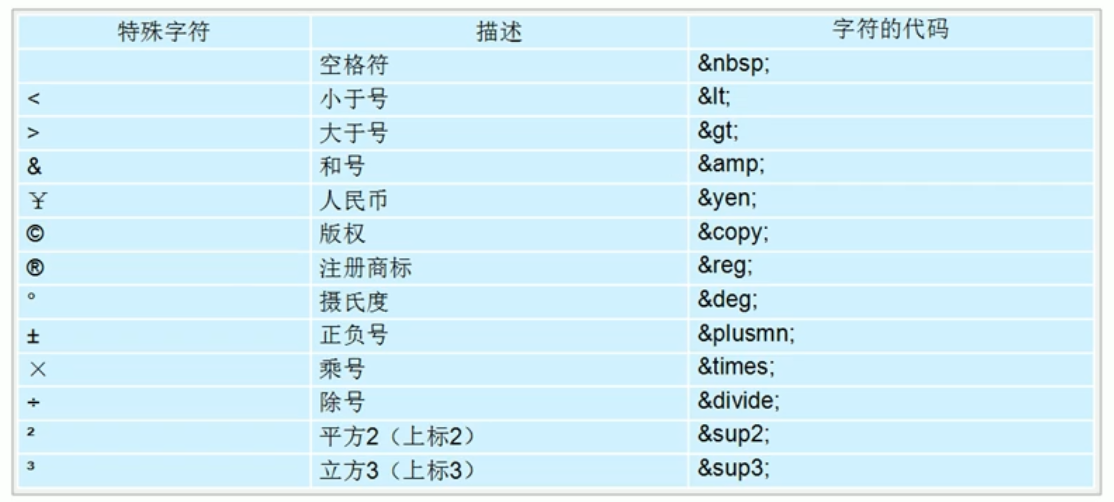 特殊字符 描述 字符的代码
空格符 &nbsp;
< 小于号 &lt;
> 大于号 &gt;
& 和号 &amp;
¥ 人民币 &yen;
© 版权 &copy;
® 注册商标 &reg;
° 摄氏度 &deg;
± 正负号 &plusmn;
× 乘号 &times;
÷ 除号 &divide;
² 平方2（上标2） &sup2;
³ 立方3（上标3） &sup3;